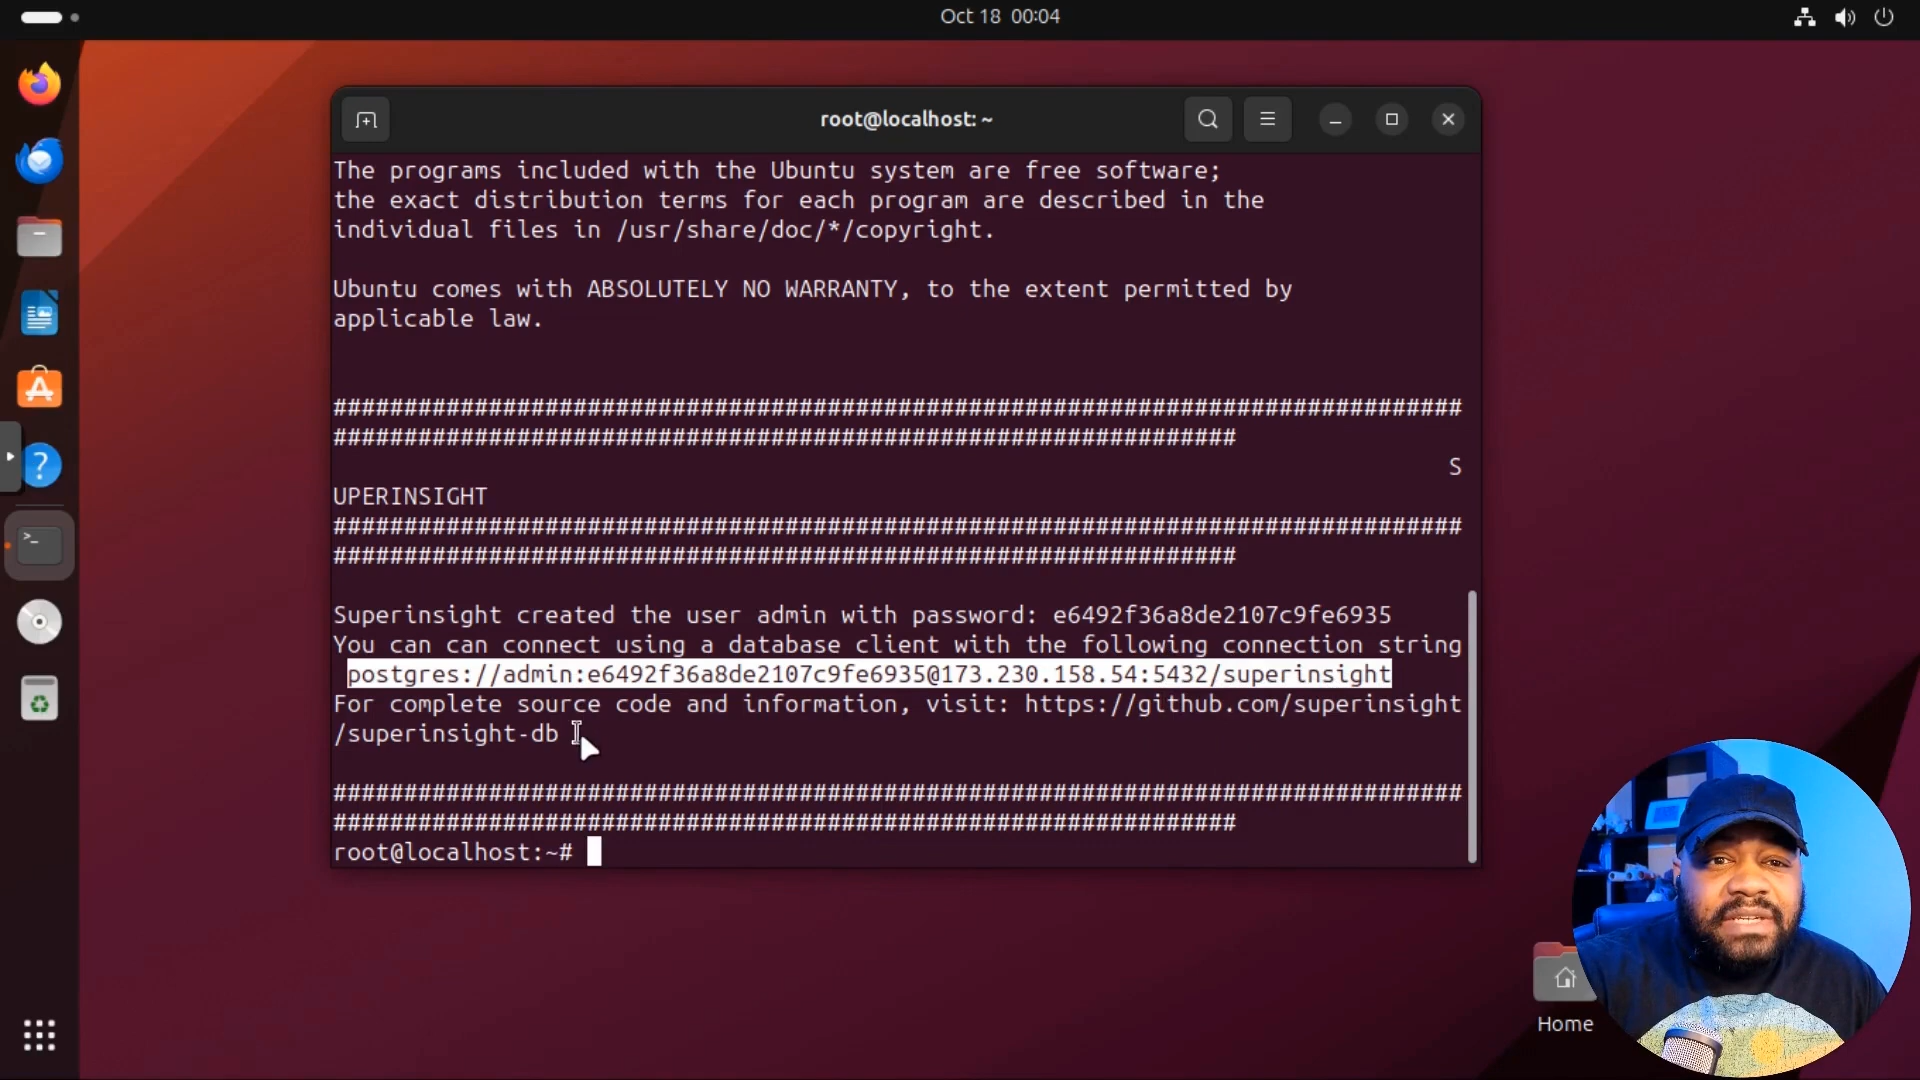 Oct 18 00:04
root@localhost: ~
The programs included with the Ubuntu system are free software;
the exact distribution terms for each program are described in the
individual files in /usr/share/doc/*/copyright.
Ubuntu comes with ABSOLUTELY NO WARRANTY, to the extent permitted by
applicable law.
################################################################################
################################################################
S
UPERINSIGHT
################################################################################
################################################################
Superinsight created the user admin with password: e6492f36a8de2107c9fe6935
You can can connect using a database client with the following connection string
postgres://admin:e6492f36a8de2107c9fe6935@173.230.158.54:5432/superinsight
For complete source code and information, visit: https://github.com/superinsight
/superinsight-db
################################################################################
################################################################
root@localhost:~#
Home